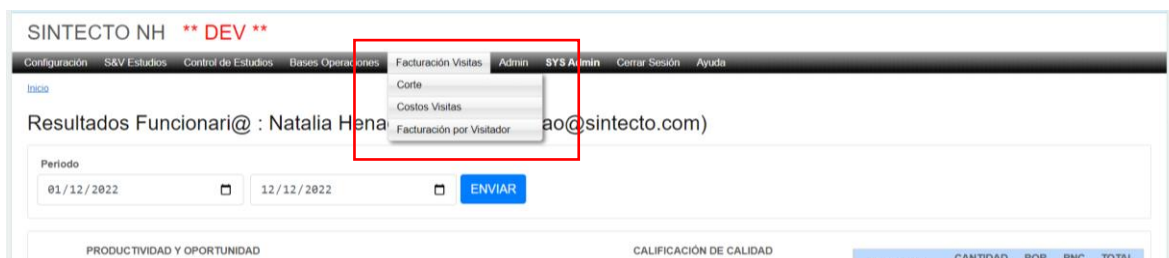 SINTECTO NH ** DEV **
Configuración S&V Estudios Control de Estudios Bases Operaciones Facturación Visitas Admin SYS Admin Cerrar Sesión Ayuda
Inicio
Corte
Costos Visitas
Facturación por Visitador
Resultados Funcionari@ : Natalia Hena ao@sintecto.com)
Periodo
01/12/2022 12/12/2022 ENVIAR
PRODUCTIVIDAD Y OPORTUNIDAD CALIFICACIÓN DE CALIDAD CANTIDAD POR PNC TOTAL